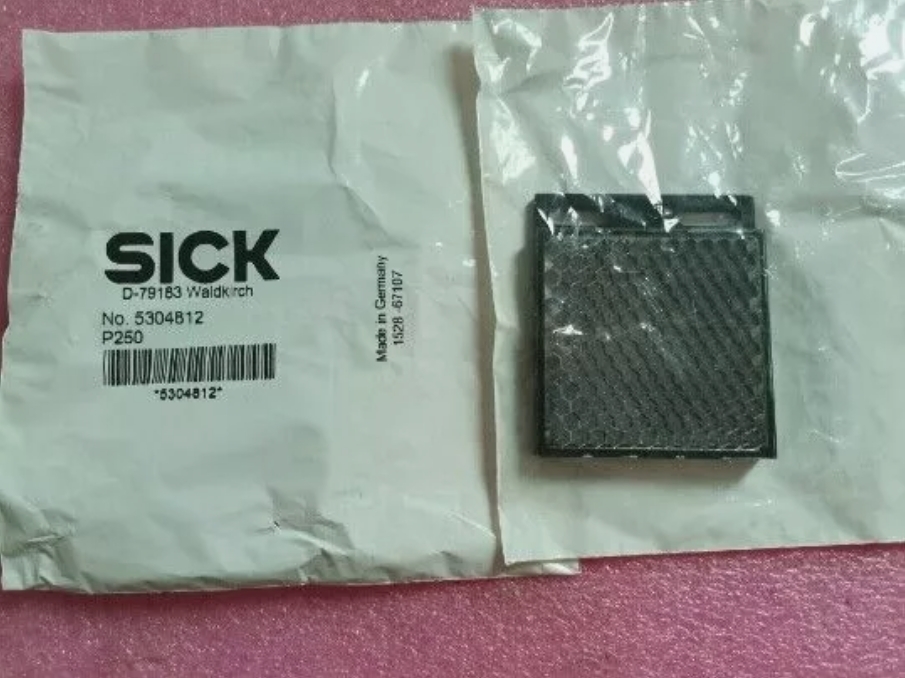 SICK
D-79183 Waldkirch
No. 5304812
P250
*5304812*
Made in Germany
1528 -67107